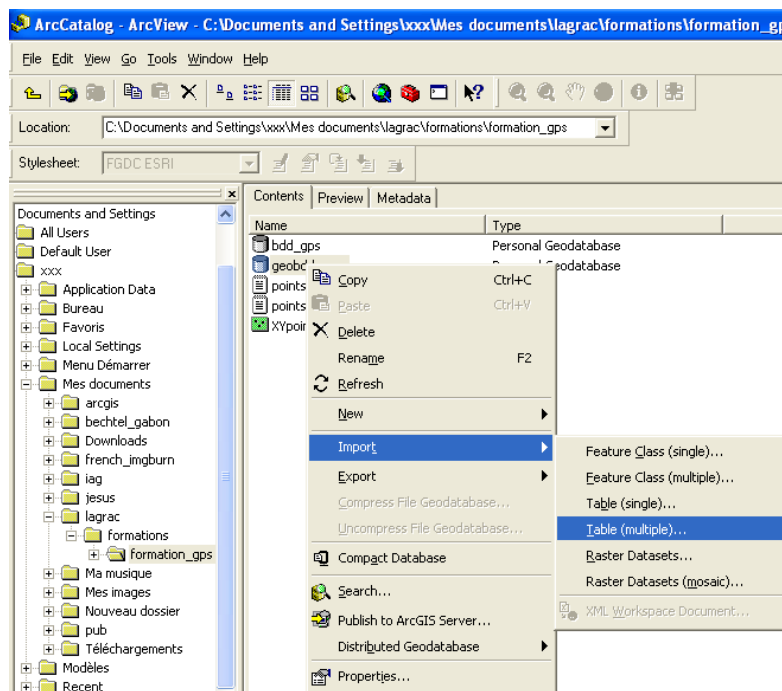 ArcCatalog - ArcView - C:\Documents and Settings\xxx\Mes documents\lagrac\formations\formation_gp
File Edit View Go Tools Window Help
Location: C:\Documents and Settings\xxx\Mes documents\lagrac\formations\formation_gps
Stylesheet: FGDC ESRI
Contents Preview Metadata
Documents and Settings
All Users
Default User
xxx
Application Data
Bureau
Favoris
Local Settings
Menu Démarrer
Mes documents
arcgis
bechtel_gabon
Downloads
french_imgburn
iag
jesus
lagrac
formations
formation_gps
Ma musique
Mes images
Nouveau dossier
pub
Téléchargements
Modèles
Recent
Name Type
bdd_gps Personal Geodatabase
geobd eodatabase
points
points
XYpoin
Copy Ctrl+C
Paste Ctrl+V
Delete
Rename F2
Refresh
New
Import
Export
Compress File Geodatabase...
Uncompress File Geodatabase...
Compact Database
Search...
Publish to ArcGIS Server...
Distributed Geodatabase
Properties...
Feature Class (single)...
Feature Class (multiple)...
Table (single)...
Table (multiple)...
Raster Datasets...
Raster Datasets (mosaic)...
XML Workspace Document...